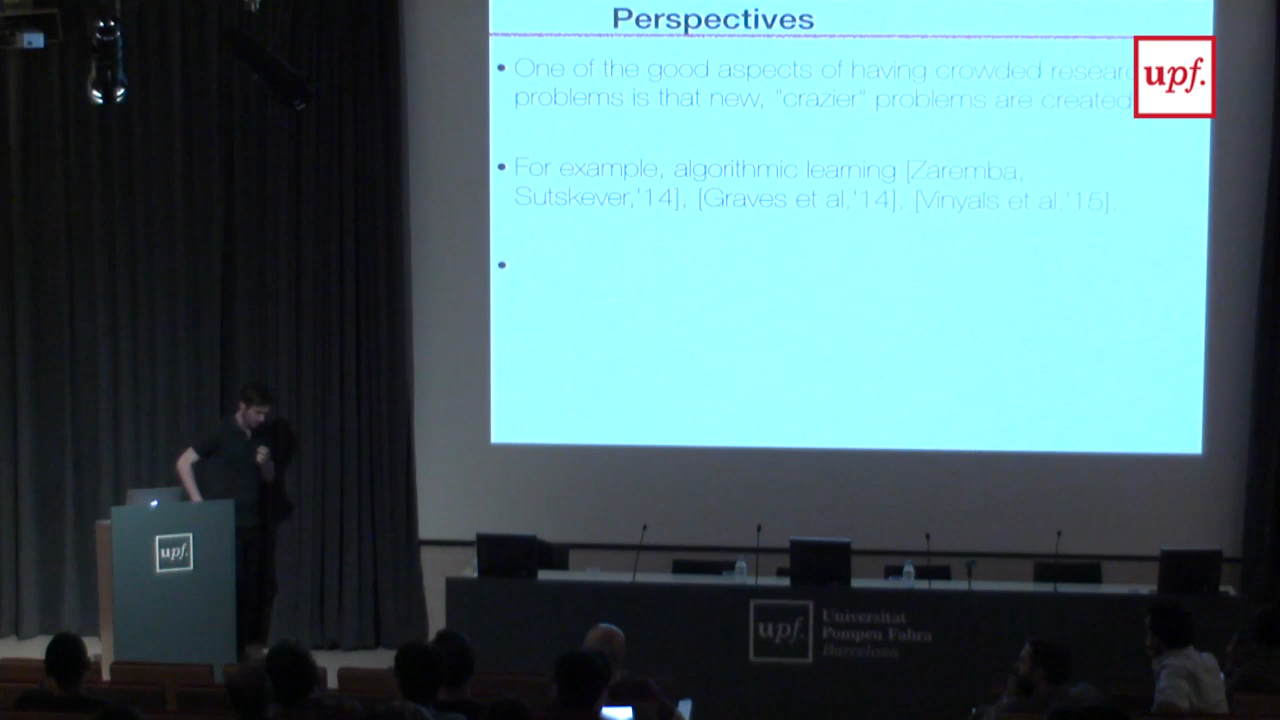 Perspectives
• One of the good aspects of having crowded researc
problems is that new, "crazier" problems are created
• For example, algorithmic learning [Zaremba,
Sutskever,'14], [Graves et al,'14], [Vinyals et al.'15].
•
upf.
upf.
upf.
Universitat
Pompeu Fabra
Barcelona